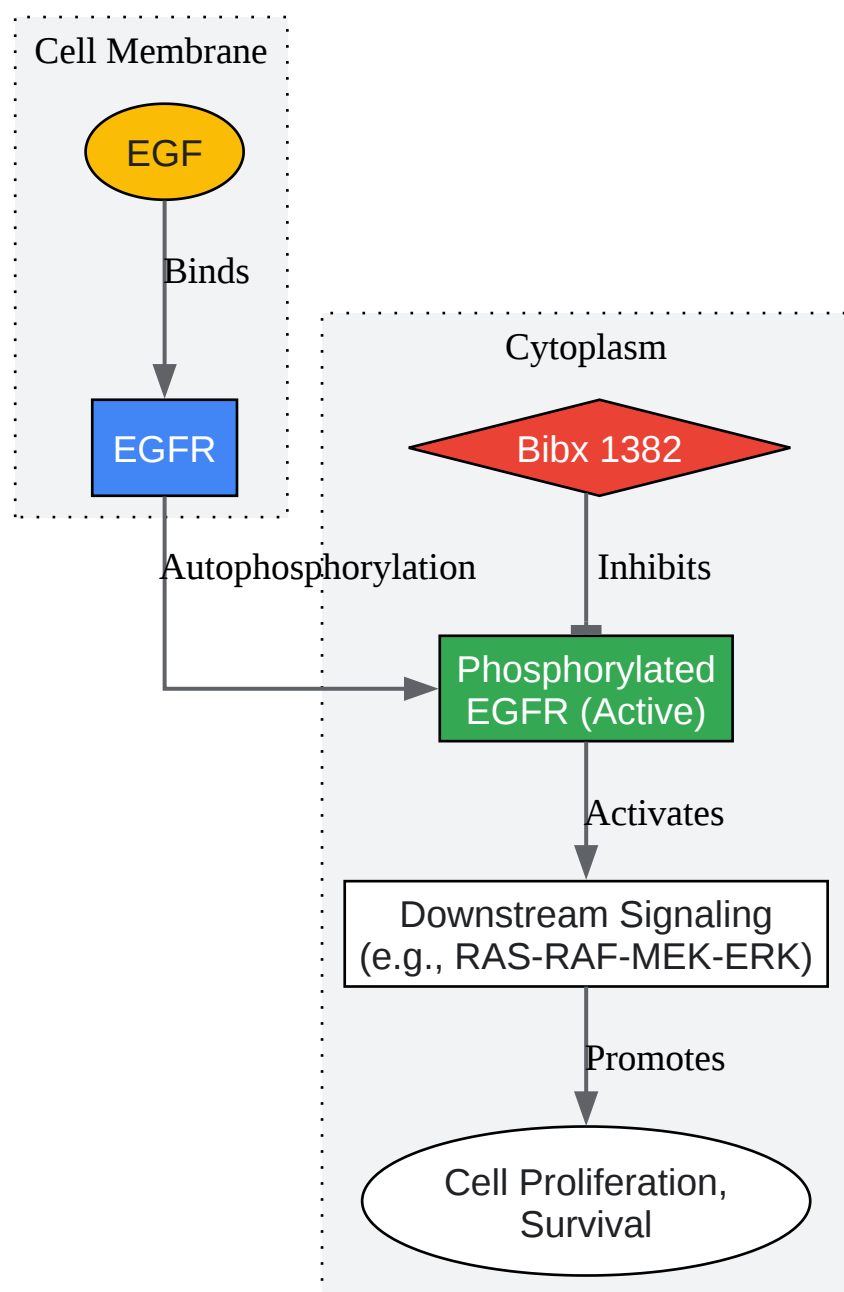 Cell Membrane
EGF
Binds
EGFR
Cytoplasm
Bibx 1382
Autophosphorylation
Inhibits
Phosphorylated
EGFR (Active)
Activates
Downstream Signaling
(e.g., RAS-RAF-MEK-ERK)
Promotes
Cell Proliferation,
Survival